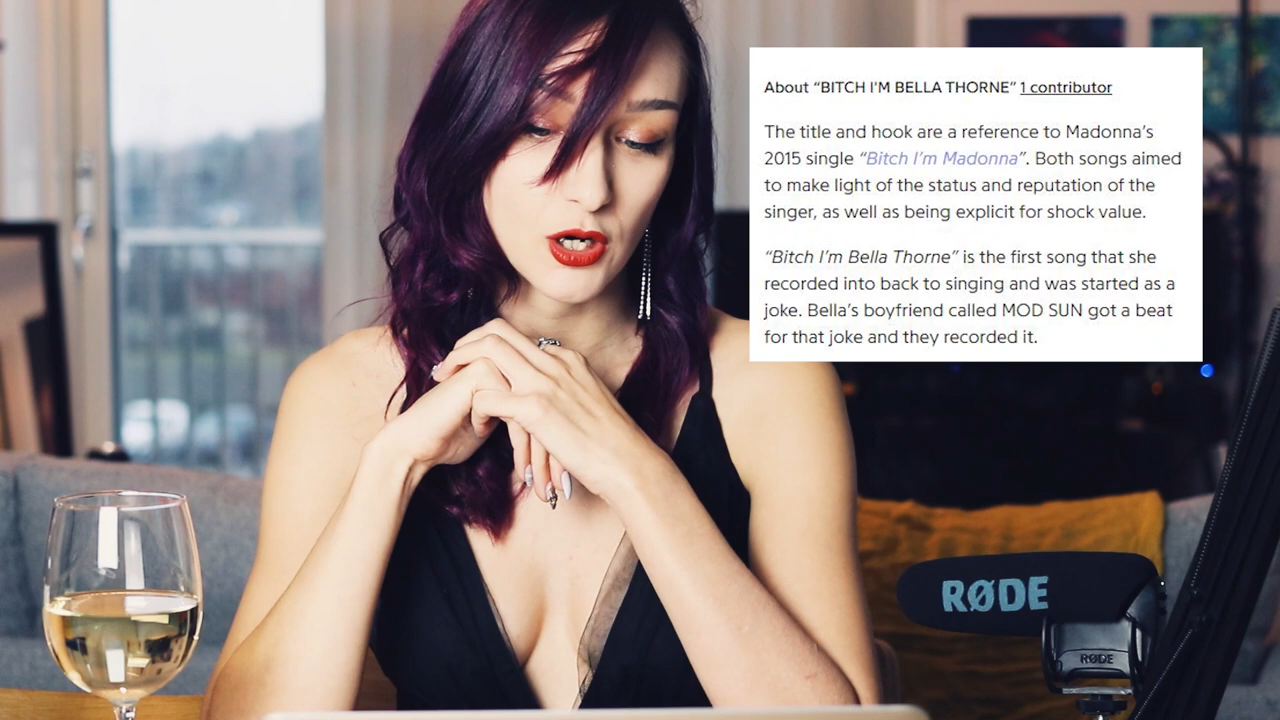 About “BITCH I'M BELLA THORNE” 1 contributor
The title and hook are a reference to Madonna’s
2015 single “Bitch I’m Madonna”. Both songs aimed
to make light of the status and reputation of the
singer, as well as being explicit for shock value.
“Bitch I’m Bella Thorne” is the first song that she
recorded into back to singing and was started as a
joke. Bella’s boyfriend called MOD SUN got a beat
for that joke and they recorded it.
RØDE
RØDE